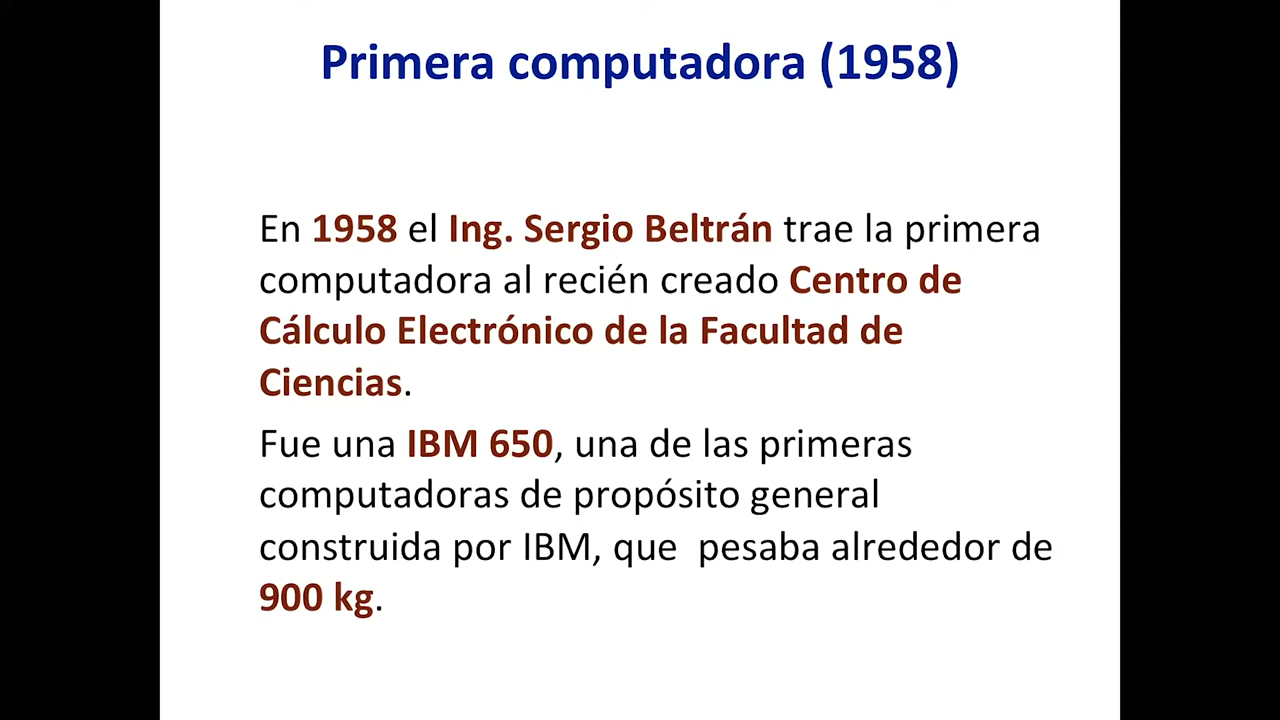 Primera computadora (1958)
En 1958 el Ing. Sergio Beltrán trae la primera
computadora al recién creado Centro de
Cálculo Electrónico de la Facultad de
Ciencias.
Fue una IBM 650, una de las primeras
computadoras de propósito general
construida por IBM, que  pesaba alrededor de
900 kg.